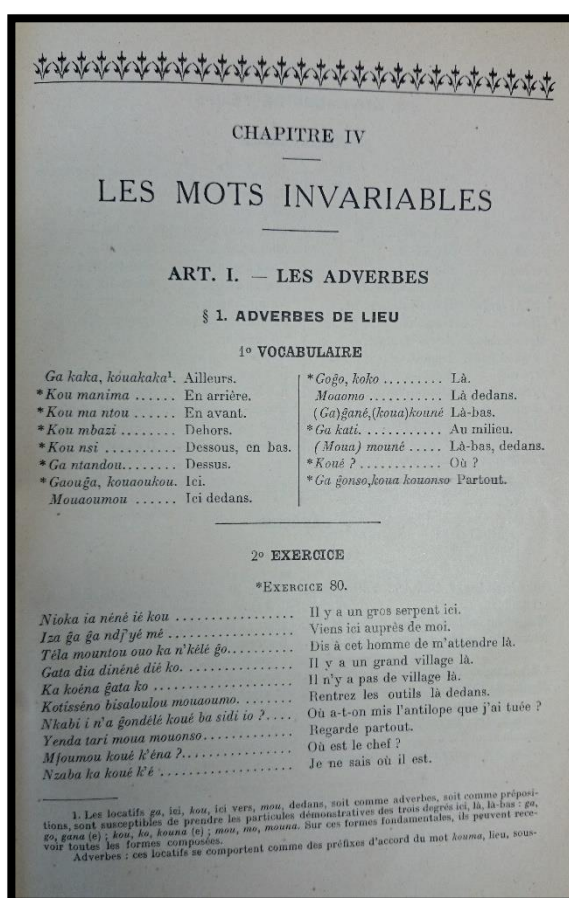 CHAPITRE IV
LES MOTS INVARIABLES
ART. I. — LES ADVERBES
§ 1. ADVERBES DE LIEU
1º VOCABULAIRE
Ga kaka, kouakaka¹. Ailleurs.
*Kou manima ...... En arrière.
*Kou ma ntou ...... En avant.
*Kou mbazi ........ Dehors.
*Kou nsi ........... Dessous, en bas.
*Ga ntandou........ Dessus.
*Gaouğa, kouaoukou. Ici.
Mouaoumou ...... Ici dedans.
*Goğo, koko ......... Là.
Moaomo ............ Là dedans.
(Ga)ğané,(koua)kouné Là-bas.
*Ga kati............. Au milieu.
(Moua) mouné ..... Là-bas, dedans.
*Koué ? ............ Où ?
*Ga ğonso,koua kouonso Partout.
2º EXERCICE
*EXERCICE 80.
Nioka ia néné ié kou ................. Il y a un gros serpent ici.
Iza ğa ğa ndj'yé mé ................. Viens ici auprès de moi.
Téla mountou ouo ka n'kélé ğo.......... Dis à cet homme de m'attendre là.
Gata dia dinéné dié ko................. Il y a un grand village là.
Ka koéna ğata ko ................. Il n'y a pas de village là.
Kotisséno bisaloulou mouaoumo.......... Rentrez les outils là dedans.
Nkabi i n'a ğondélé koué ba sidi io ?.... Où a-t-on mis l'antilope que j'ai tuée ?
Yenda tari moua mouonso................ Regarde partout.
Mfoumou koué k'éna ?................. Où est le chef ?
Nzaba ka koué k'é ................. Je ne sais où il est.
1. Les locatifs ga, ici, kou, ici vers, mou, dedans, soit comme adverbes, soit comme préposi-
tions, sont susceptibles de prendre les particules démonstratives des trois degrés ici, là, là-bas : ga,
go, gana (e) ; kou, ko, kouna (e) ; mou, mo, mouna. Sur ces formes fondamentales, ils peuvent rece-
voir toutes les formes composées.
Adverbes : ces locatifs se comportent comme des préfixes d'accord du mot kouma, lieu, sous-